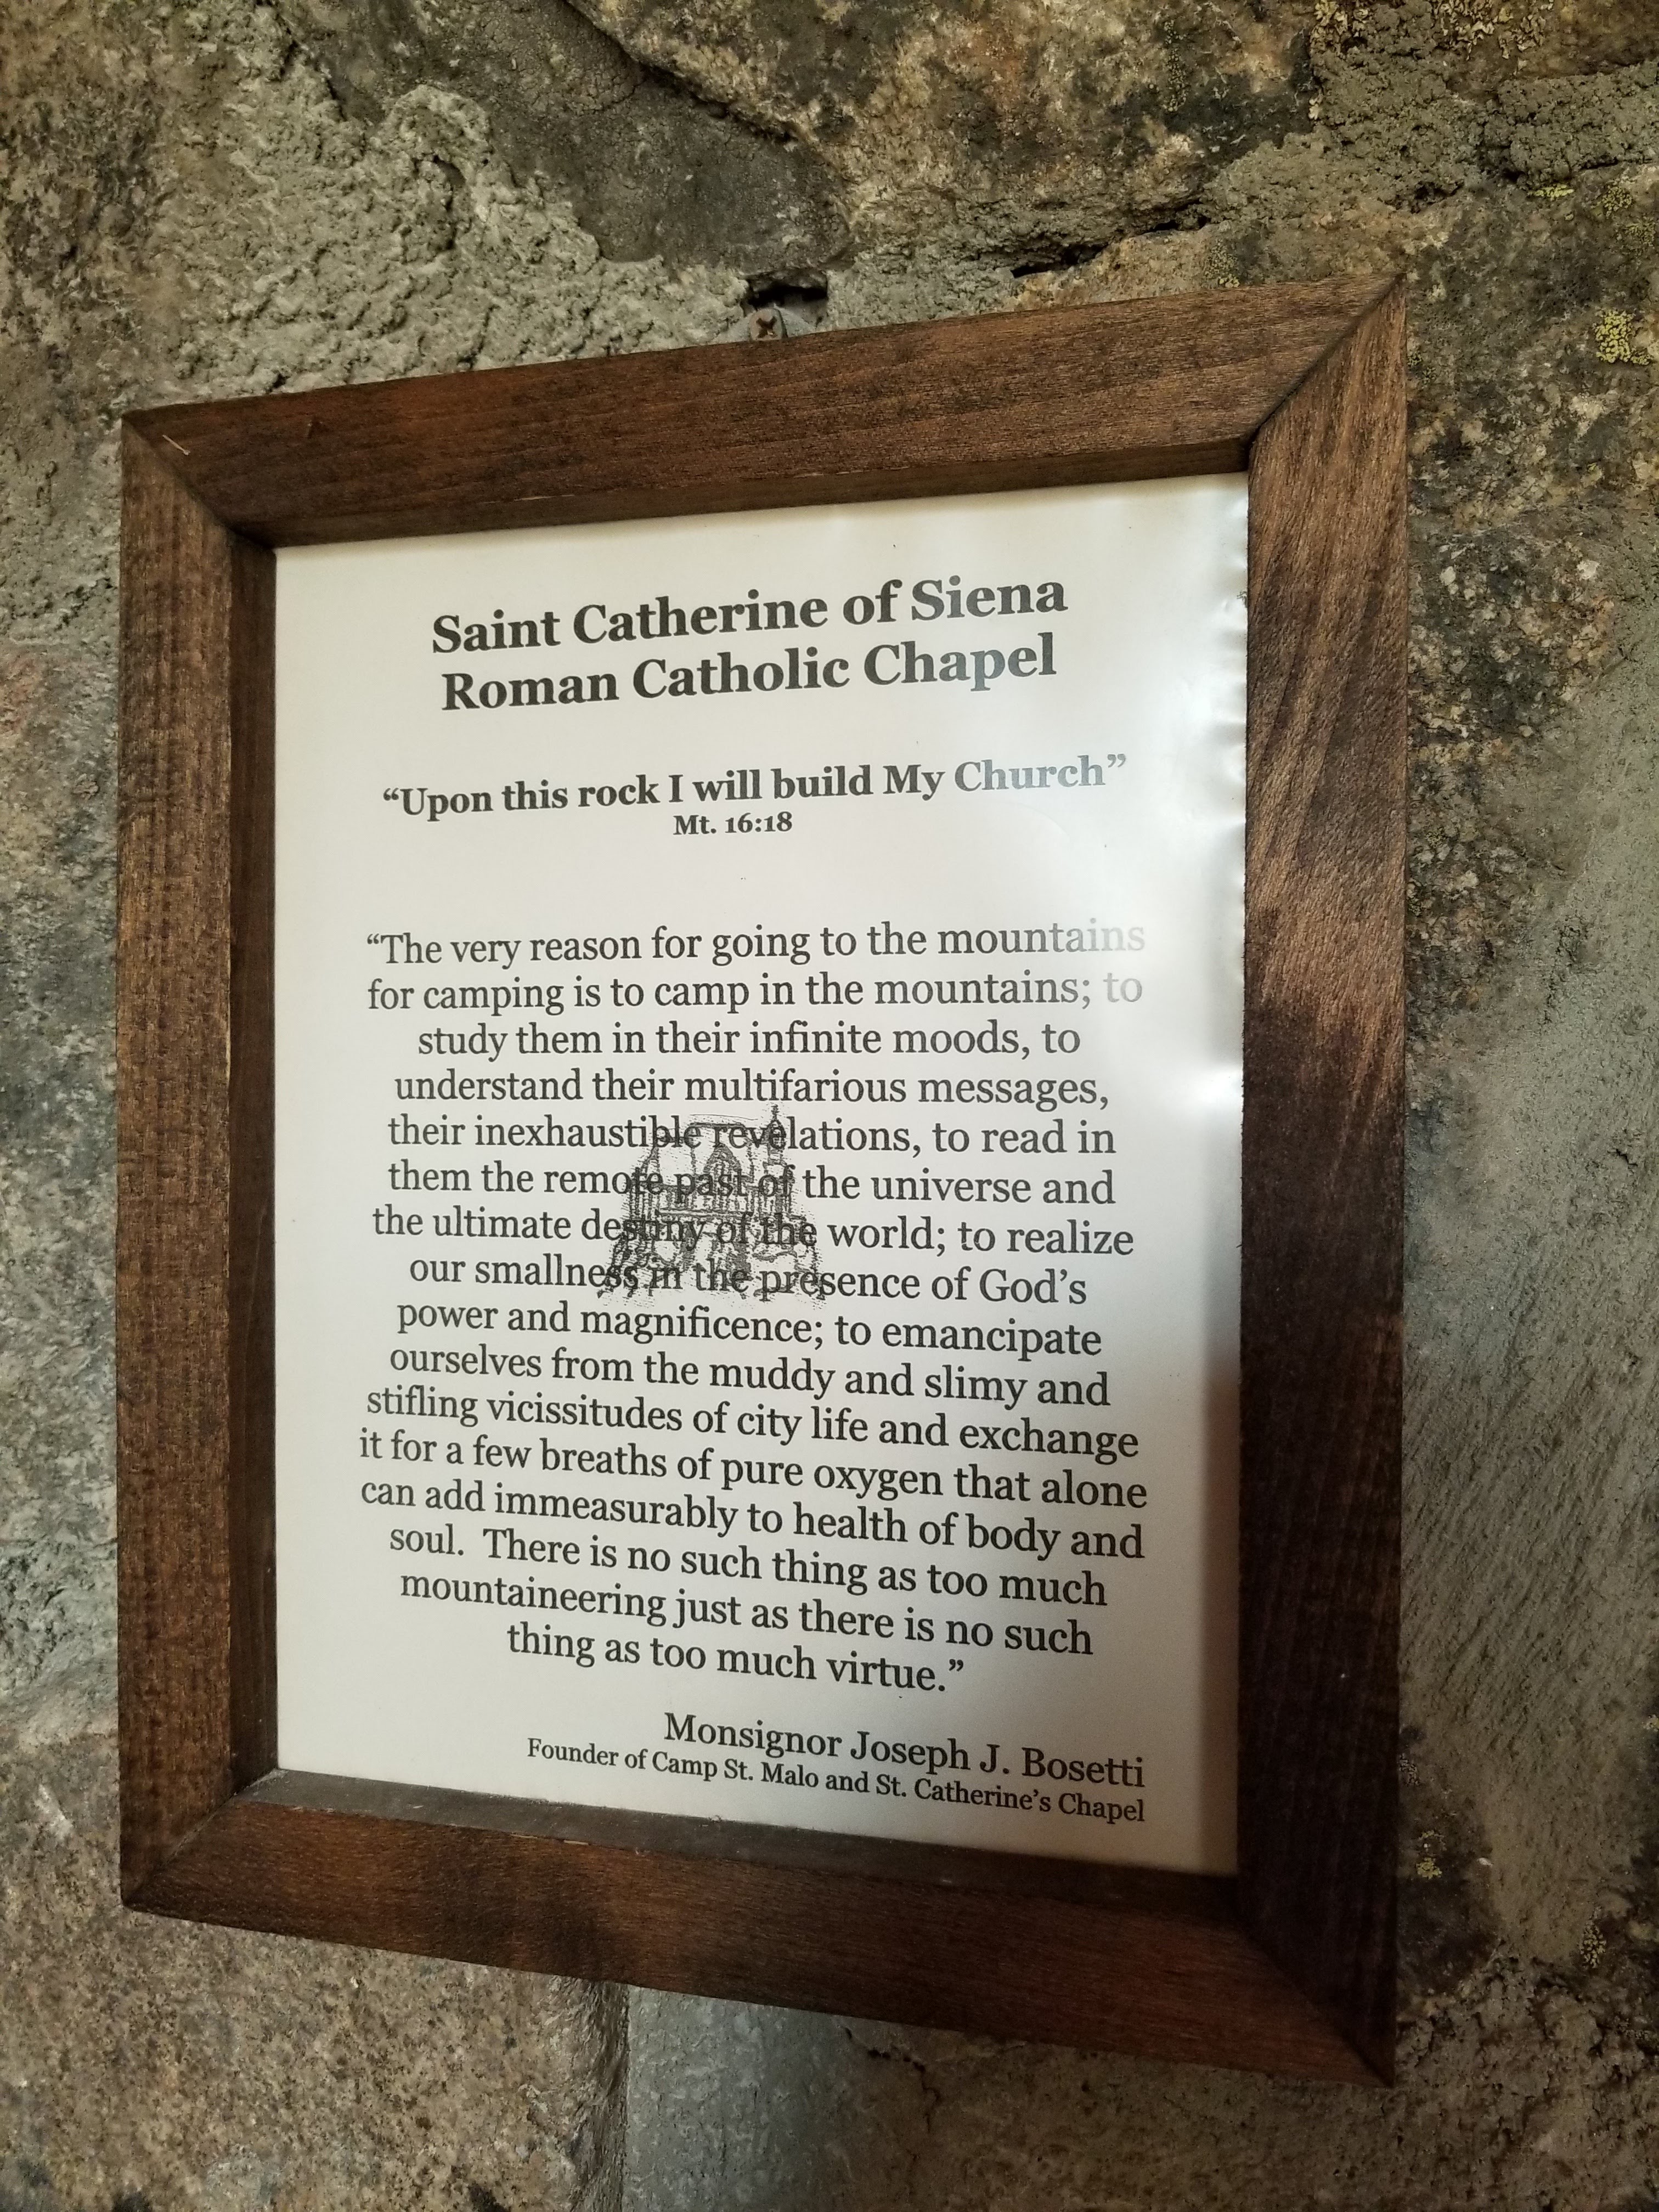 Saint Catherine of Siena
Roman Catholic Chapel
“Upon this rock I will build My Church”
Mt. 16:18
“The very reason for going to the mountains
for camping is to camp in the mountains; to
study them in their infinite moods, to
understand their multifarious messages,
their inexhaustible revelations, to read in
them the remote past of the universe and
the ultimate destiny of the world; to realize
our smallness in the presence of God’s
power and magnificence; to emancipate
ourselves from the muddy and slimy and
stifling vicissitudes of city life and exchange
it for a few breaths of pure oxygen that alone
can add immeasurably to health of body and
soul.  There is no such thing as too much
mountaineering just as there is no such
thing as too much virtue.”
Monsignor Joseph J. Bosetti
Founder of Camp St. Malo and St. Catherine’s Chapel